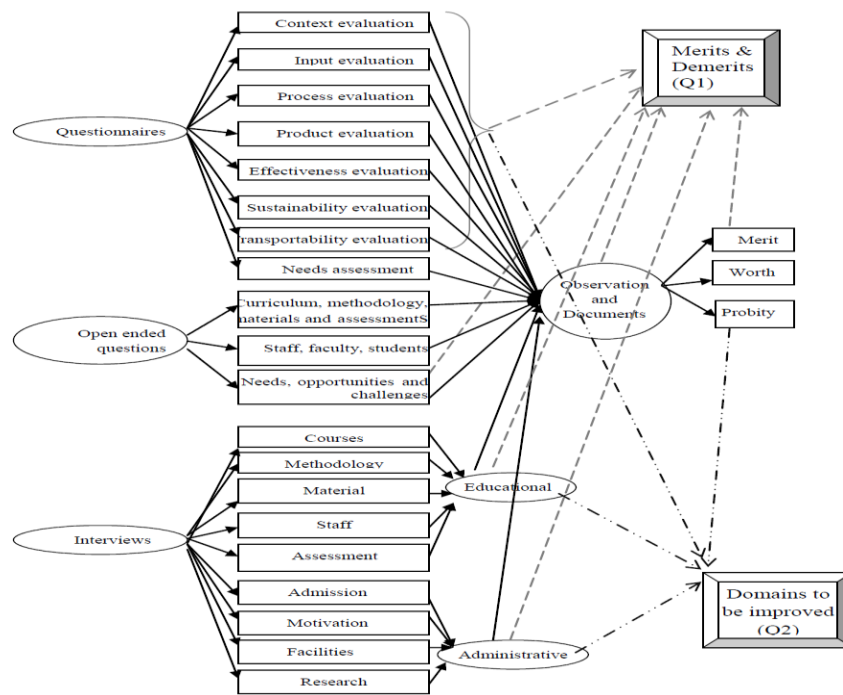 Context evaluation
Input evaluation
Process evaluation
Product evaluation
Effectiveness evaluation
Sustainability evaluation
ransportability evaluation
Needs assessment
Questionnaires
Curriculum, methodology,
materials and assessmentS
Staff, faculty, students
Needs, opportunities and
challenges
Open ended
questions
Courses
Methodology
Material
Staff
Assessment
Admission
Motivation
Facilities
Research
Interviews
Educational
Administrative
Observation
and
Documents
Merit
Worth
Probity
Merits &
Demerits
(Q1)
Domains to
be improved
(Q2)